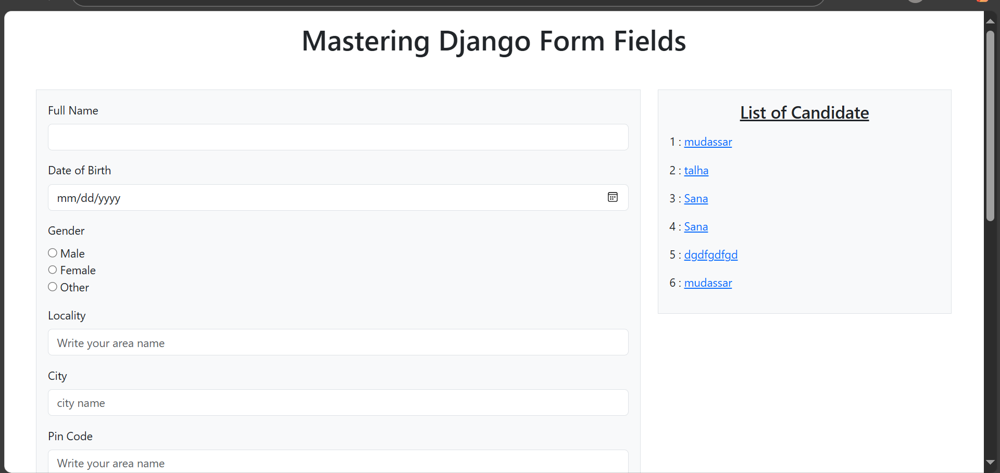 Mastering Django Form Fields
Full Name
Date of Birth
mm/dd/yyyy
Gender
Male
Female
Other
Locality
Write your area name
City
city name
Pin Code
Write your area name
List of Candidate
1 : mudassar
2 : talha
3 : Sana
4 : Sana
5 : dgdfgdfgd
6 : mudassar